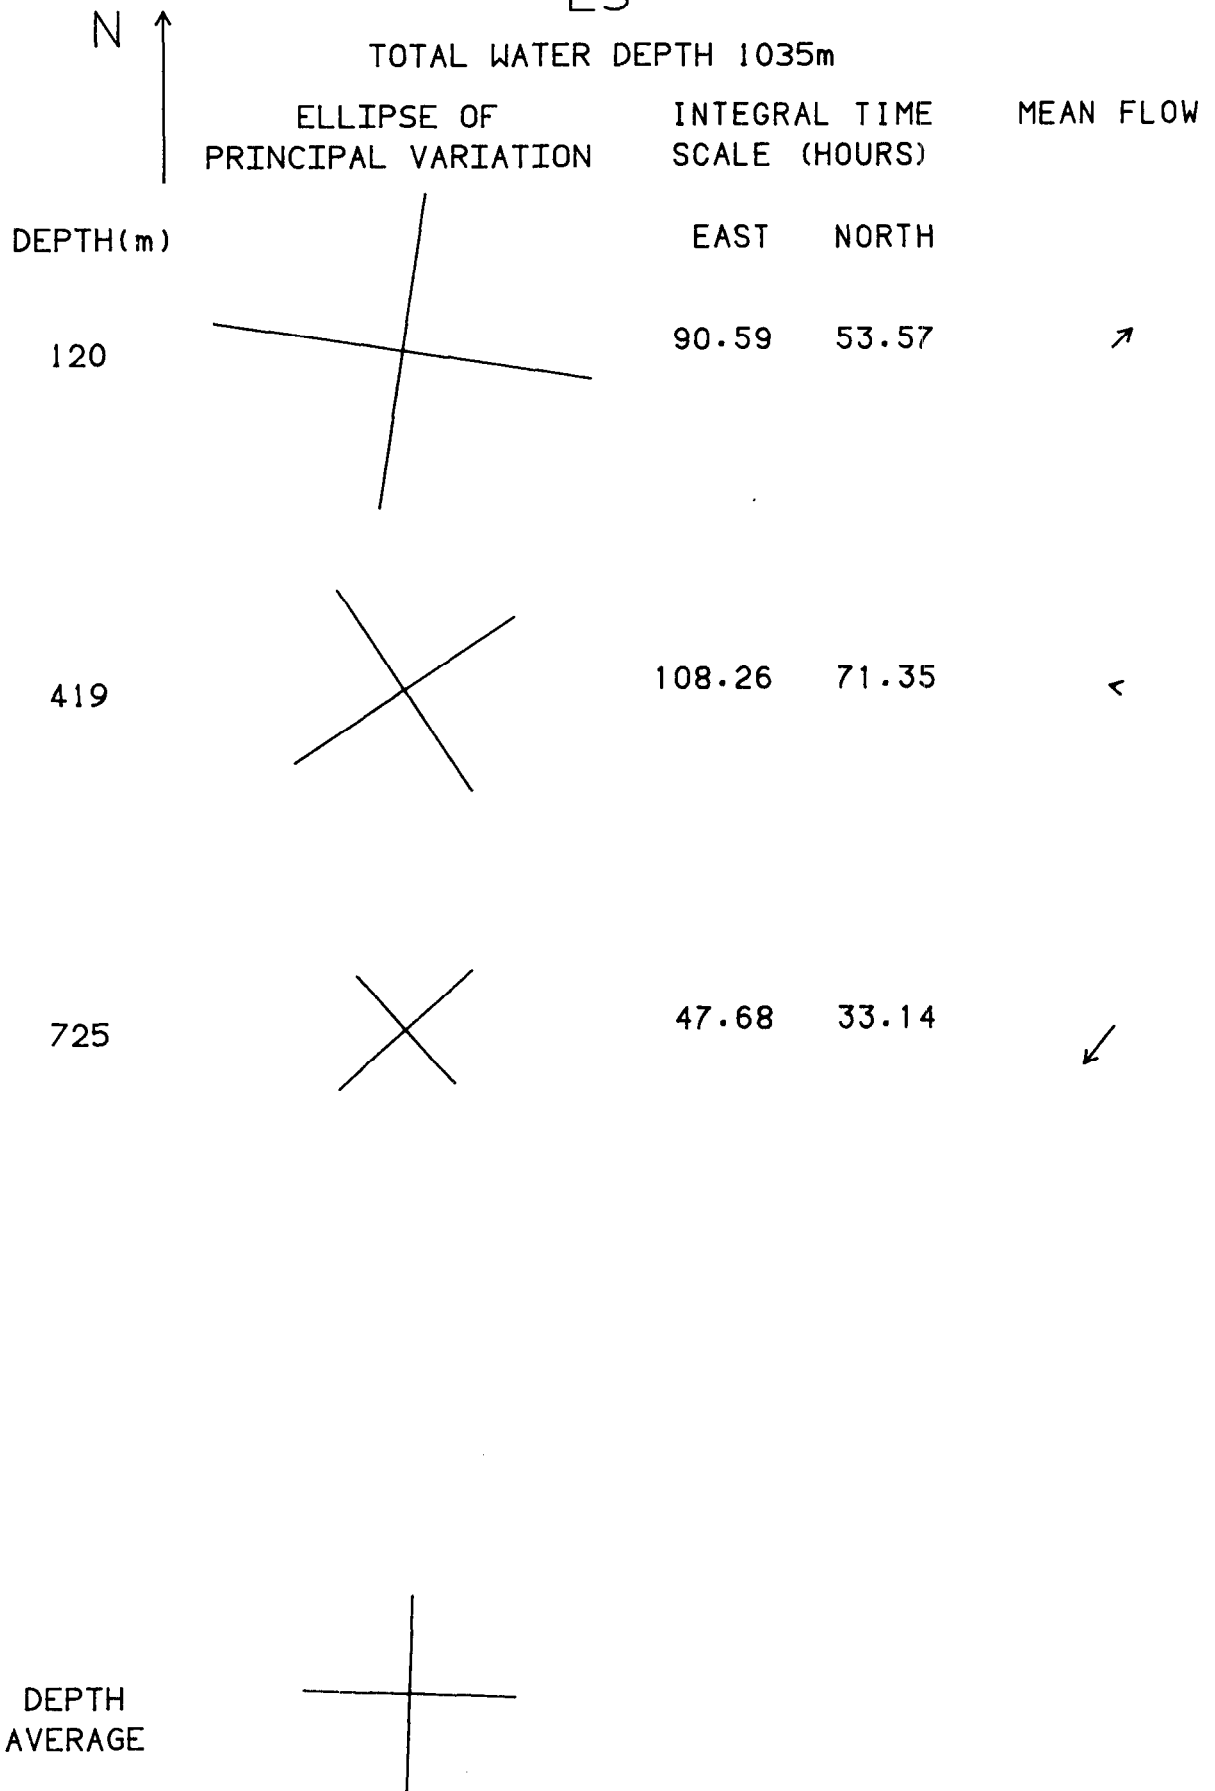 N
TOTAL WATER DEPTH 1035m
ELLIPSE OF PRINCIPAL VARIATION
INTEGRAL TIME SCALE (HOURS)
MEAN FLOW
DEPTH(m)
EAST NORTH
120 90.59 53.57
419 108.26 71.35
725 47.68 33.14
DEPTH
AVERAGE